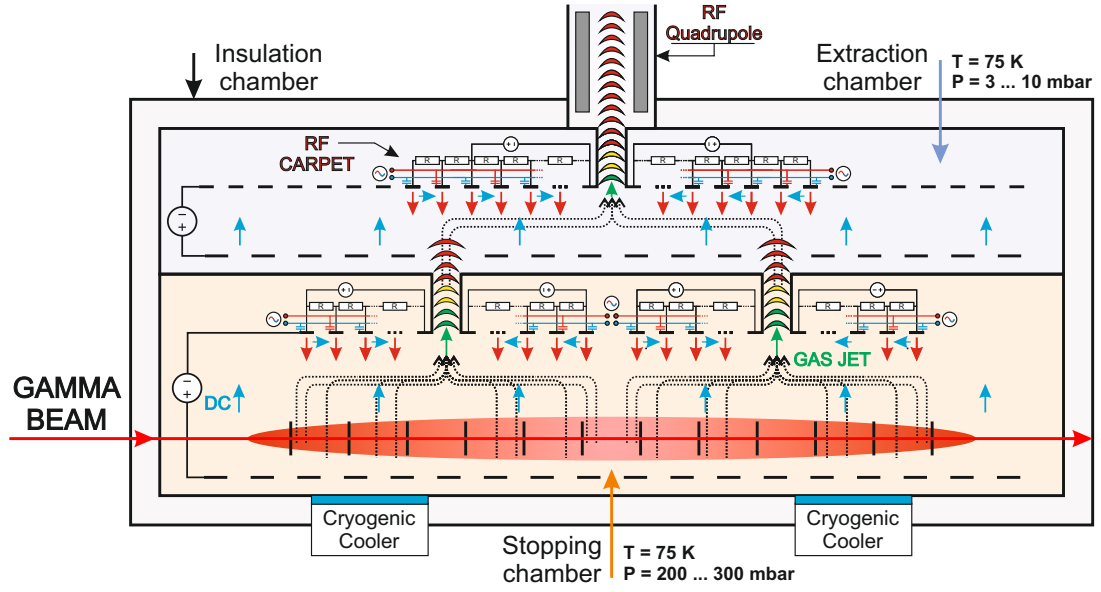 RF
Quadrupole
Insulation
chamber
Extraction
chamber
T = 75 K
P = 3 ... 10 mbar
RF
CARPET
R R R R R
R R R R R
− +
R R R R
R R R R
R R R R
R R R R
GAS JET
GAMMA
BEAM
DC
− +
Cryogenic
Cooler
Cryogenic
Cooler
Stopping
chamber
T = 75 K
P = 200 ... 300 mbar